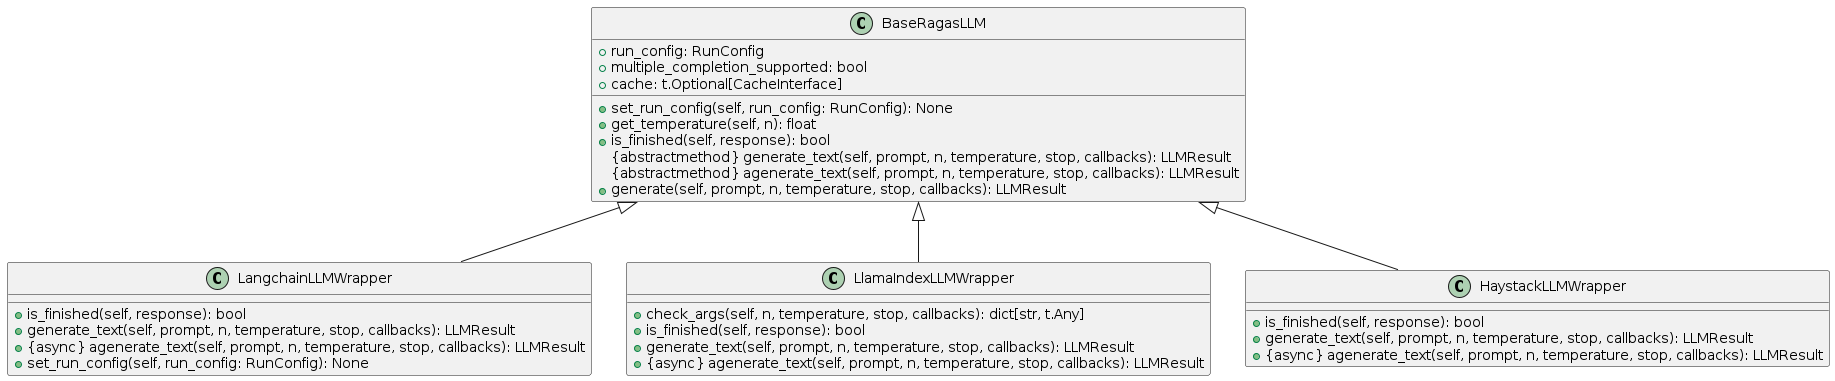 C BaseRagasLLM
run_config: RunConfig
multiple_completion_supported: bool
cache: t.Optional[CacheInterface]
set_run_config(self, run_config: RunConfig): None
get_temperature(self, n): float
is_finished(self, response): bool
{abstractmethod} generate_text(self, prompt, n, temperature, stop, callbacks): LLMResult
{abstractmethod} agenerate_text(self, prompt, n, temperature, stop, callbacks): LLMResult
generate(self, prompt, n, temperature, stop, callbacks): LLMResult
C LangchainLLMWrapper
is_finished(self, response): bool
generate_text(self, prompt, n, temperature, stop, callbacks): LLMResult
{async} agenerate_text(self, prompt, n, temperature, stop, callbacks): LLMResult
set_run_config(self, run_config: RunConfig): None
C LlamaIndexLLMWrapper
check_args(self, n, temperature, stop, callbacks): dict[str, t.Any]
is_finished(self, response): bool
generate_text(self, prompt, n, temperature, stop, callbacks): LLMResult
{async} agenerate_text(self, prompt, n, temperature, stop, callbacks): LLMResult
C HaystackLLMWrapper
is_finished(self, response): bool
generate_text(self, prompt, n, temperature, stop, callbacks): LLMResult
{async} agenerate_text(self, prompt, n, temperature, stop, callbacks): LLMResult